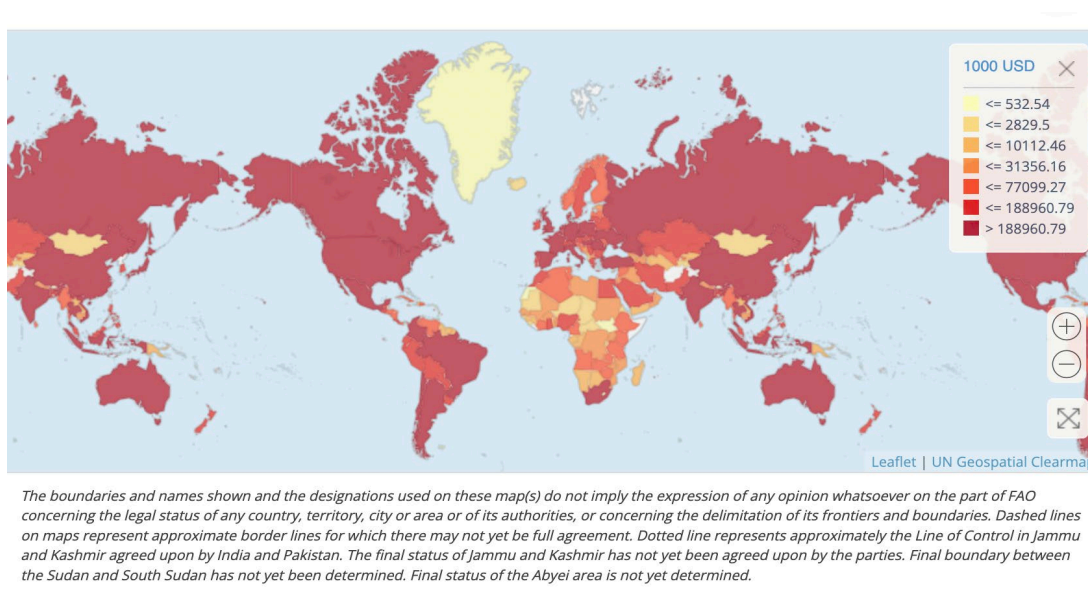 1000 USD
<= 532.54
<= 2829.5
<= 10112.46
<= 31356.16
<= 77099.27
<= 188960.79
> 188960.79
Leaflet | UN Geospatial Clearma
The boundaries and names shown and the designations used on these map(s) do not imply the expression of any opinion whatsoever on the part of FAO
concerning the legal status of any country, territory, city or area or of its authorities, or concerning the delimitation of its frontiers and boundaries. Dashed lines
on maps represent approximate border lines for which there may not yet be full agreement. Dotted line represents approximately the Line of Control in Jammu
and Kashmir agreed upon by India and Pakistan. The final status of Jammu and Kashmir has not yet been agreed upon by the parties. Final boundary between
the Sudan and South Sudan has not yet been determined. Final status of the Abyei area is not yet determined.